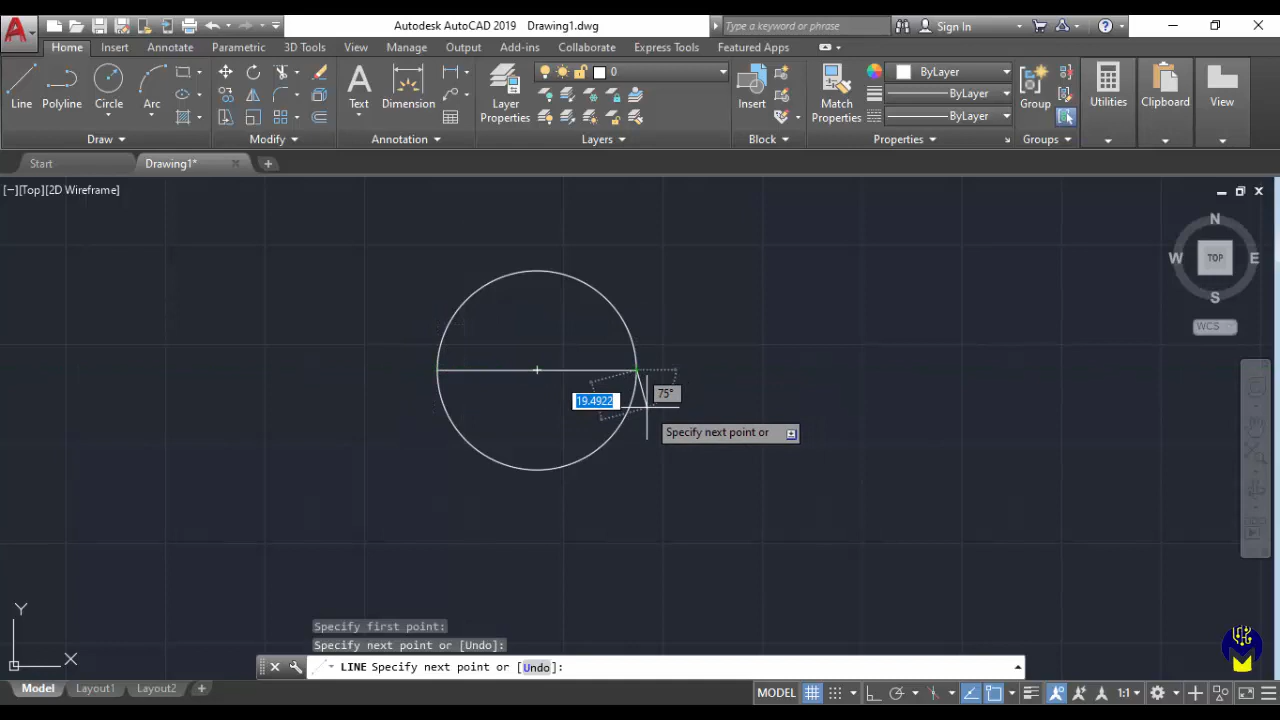 Autodesk AutoCAD 2019 Drawing1.dwg
Type a keyword or phrase
Sign In
Home Insert Annotate Parametric 3D Tools View Manage Output Add-ins Collaborate Express Tools Featured Apps
Line Polyline Circle Arc
Text Dimension
Layer Properties
0
Insert
Match Properties
ByLayer
ByLayer
ByLayer
Group
Utilities
Clipboard
View
Draw Modify Annotation Layers Block Properties Groups
Start Drawing1*
[−][Top][2D Wireframe]
N
W TOP E
S
WCS
75°
19.4922
Specify next point or
Y
X
Specify first point:
Specify next point or [Undo]:
LINE Specify next point or [Undo]:
Model Layout1 Layout2
MODEL
1:1